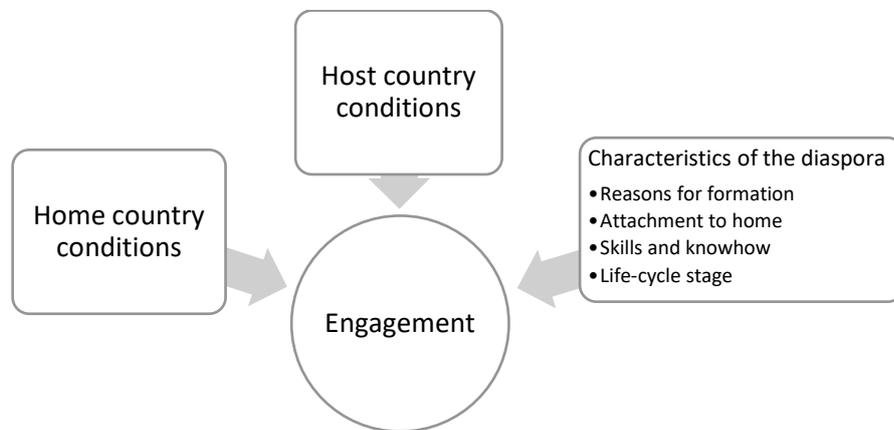 Host country
conditions
Home country
conditions
Characteristics of the diaspora
•Reasons for formation
•Attachment to home
•Skills and knowhow
•Life-cycle stage
Engagement